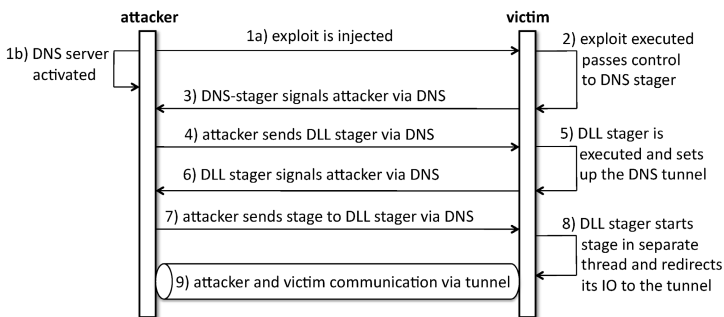 attacker
victim
1a) exploit is injected
1b) DNS server
activated
2) exploit executed
passes control
to DNS stager
3) DNS-stager signals attacker via DNS
4) attacker sends DLL stager via DNS
5) DLL stager is
executed and sets
up the DNS tunnel
6) DLL stager signals attacker via DNS
7) attacker sends stage to DLL stager via DNS
8) DLL stager starts
stage in separate
thread and redirects
its IO to the tunnel
9) attacker and victim communication via tunnel